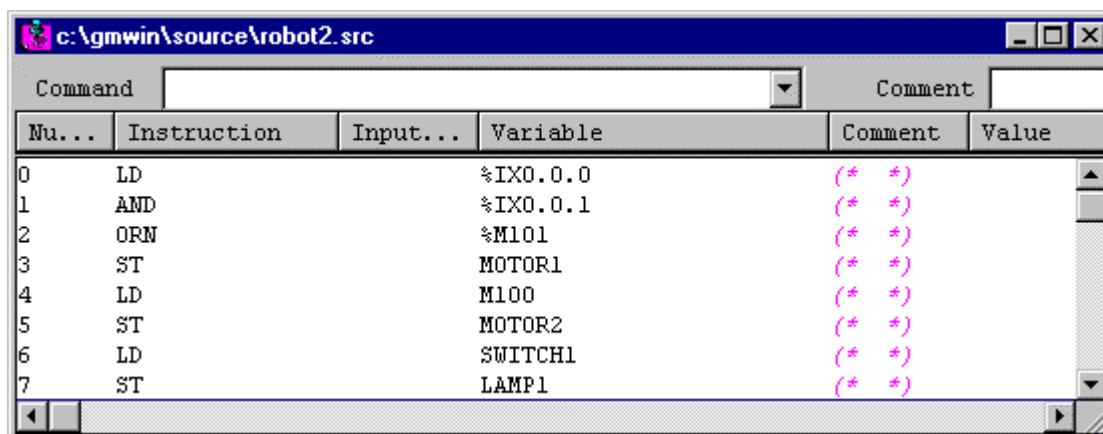 c:\gmwin\source\robot2.src
Command Comment
Nu... Instruction Input... Variable Comment Value
0 LD %IX0.0.0 (* *)
1 AND %IX0.0.1 (* *)
2 ORN %M101 (* *)
3 ST MOTOR1 (* *)
4 LD M100 (* *)
5 ST MOTOR2 (* *)
6 LD SWITCH1 (* *)
7 ST LAMP1 (* *)